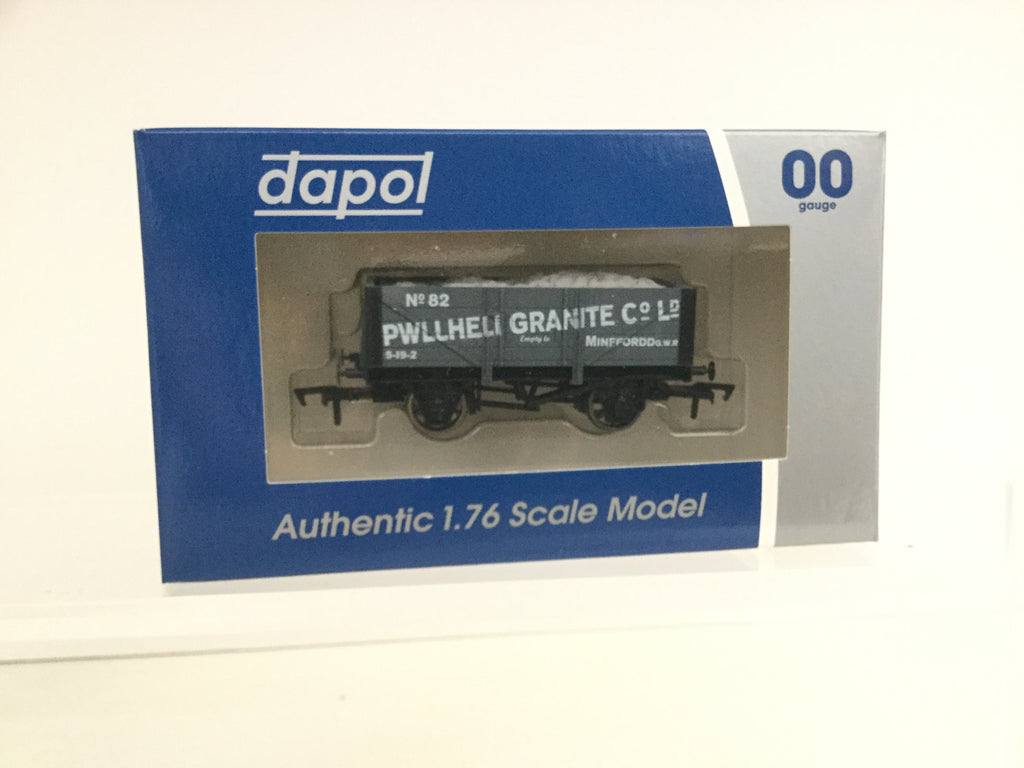 dapol
00
gauge
Nº 82
PWLLHELI GRANITE Cº LD
5-19-2
Empty to
MINFFORDD G.W.R
Authentic 1.76 Scale Model